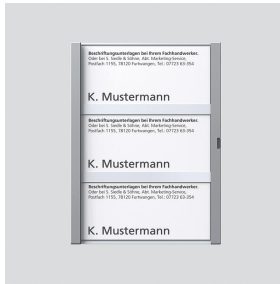 Beschriftungsunterlagen bei Ihrem Fachhandwerker.
Oder bei S. Siedle & Söhne, Abt. Marketing-Service,
Postfach 1155, 78120 Furtwangen, Tel.: 07723 63-354
K. Mustermann
Beschriftungsunterlagen bei Ihrem Fachhandwerker.
Oder bei S. Siedle & Söhne, Abt. Marketing-Service,
Postfach 1155, 78120 Furtwangen, Tel.: 07723 63-354
K. Mustermann
Beschriftungsunterlagen bei Ihrem Fachhandwerker.
Oder bei S. Siedle & Söhne, Abt. Marketing-Service,
Postfach 1155, 78120 Furtwangen, Tel.: 07723 63-354
K. Mustermann